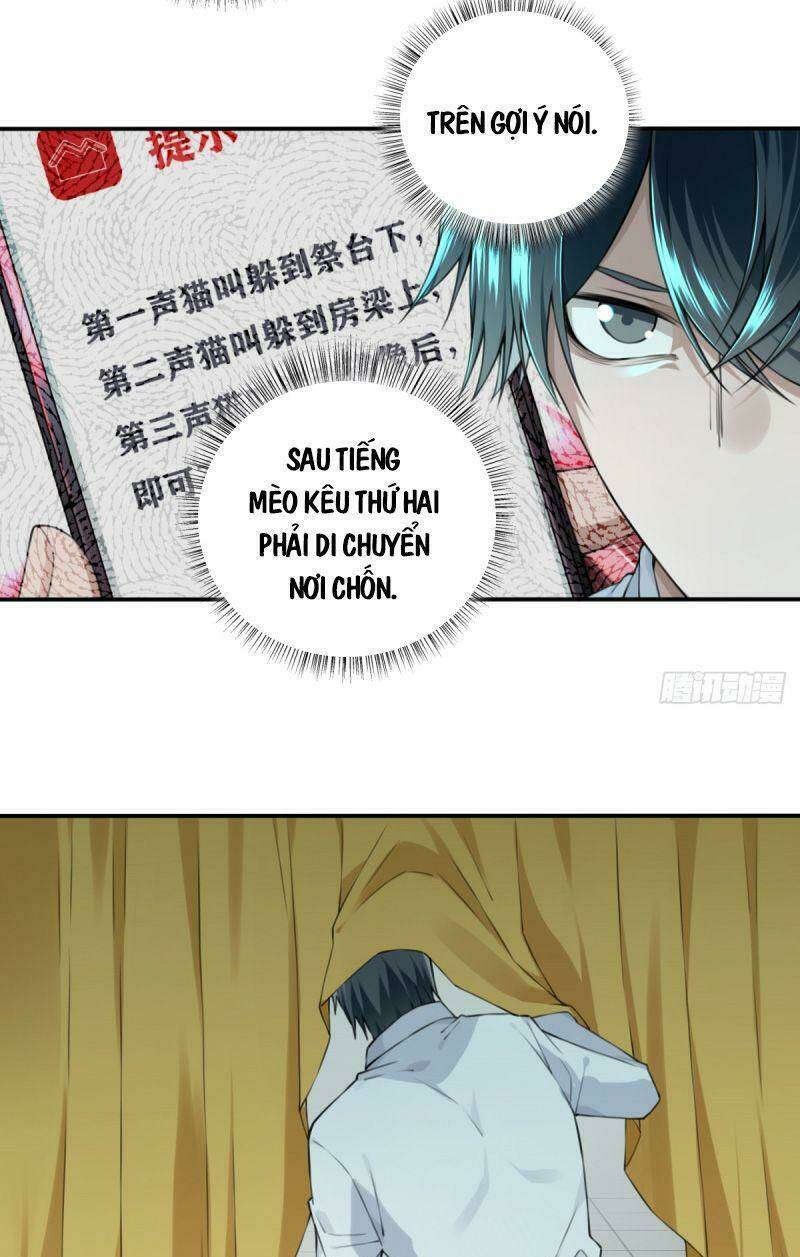 TRÊN GỢI Ý NÓI.
提示
第一声猫叫躲到祭台下，
第二声猫叫躲到房梁上，
第三声猫 后，
即可
SAU TIẾNG
MÈO KÊU THỨ HAI
PHẢI DI CHUYỂN
NƠI CHỐN.
腾讯动漫